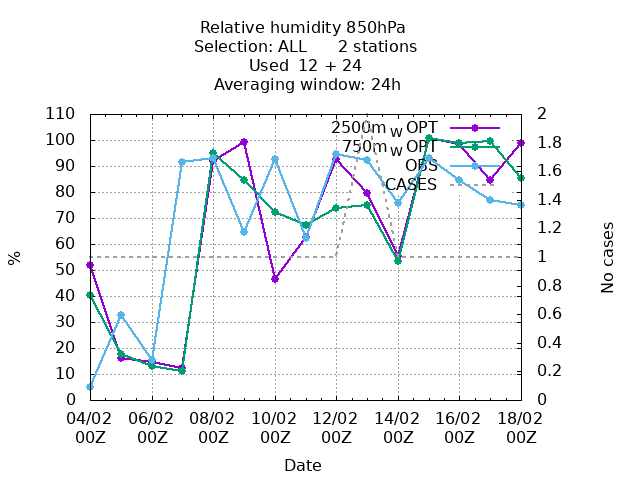 Relative humidity 850hPa
Selection: ALL 2 stations
Used 12 + 24
Averaging window: 24h
110 2
100 1.8
90 1.6
80 1.4
70 1.2
60 1
50 0.8
40 0.6
30 0.4
20 0.2
10 0
0
2500m W OPT
750m W OPT
OBS
CASES
%
No cases
04/02 06/02 08/02 10/02 12/02 14/02 16/02 18/02
00Z 00Z 00Z 00Z 00Z 00Z 00Z 00Z
Date